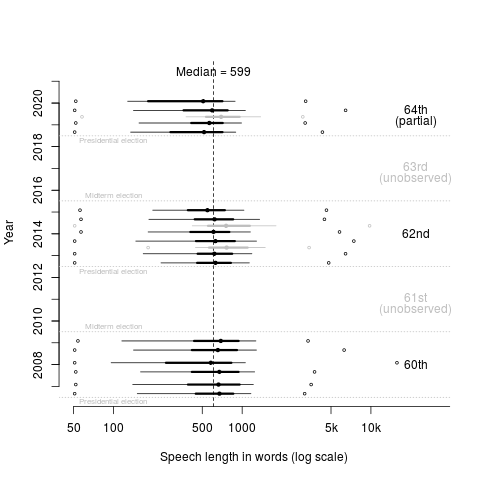 Median = 599
64th
(partial)
Presidential election
63rd
(unobserved)
Midterm election
62nd
Presidential election
61st
(unobserved)
Midterm election
60th
Presidential election
Year
2020
2018
2016
2014
2012
2010
2008
50 100 500 1000 5k 10k
Speech length in words (log scale)